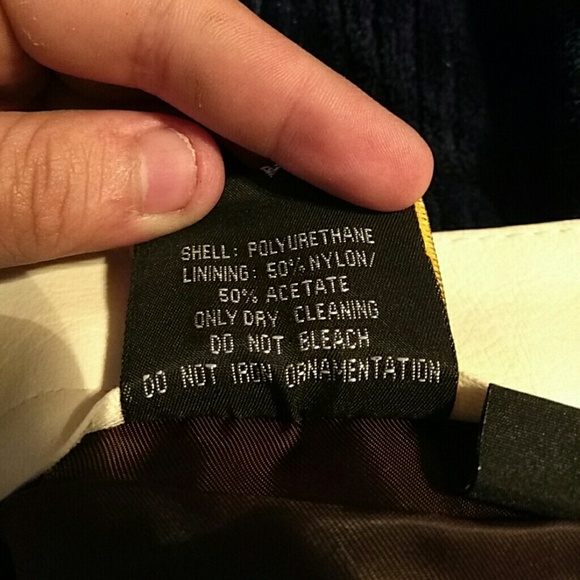 SHELL: POLYURETHANE
LINING: 50% NYLON/
50% ACETATE
ONLY DRY CLEANING
DO NOT BLEACH
DO NOT IRON ORNAMENTATION